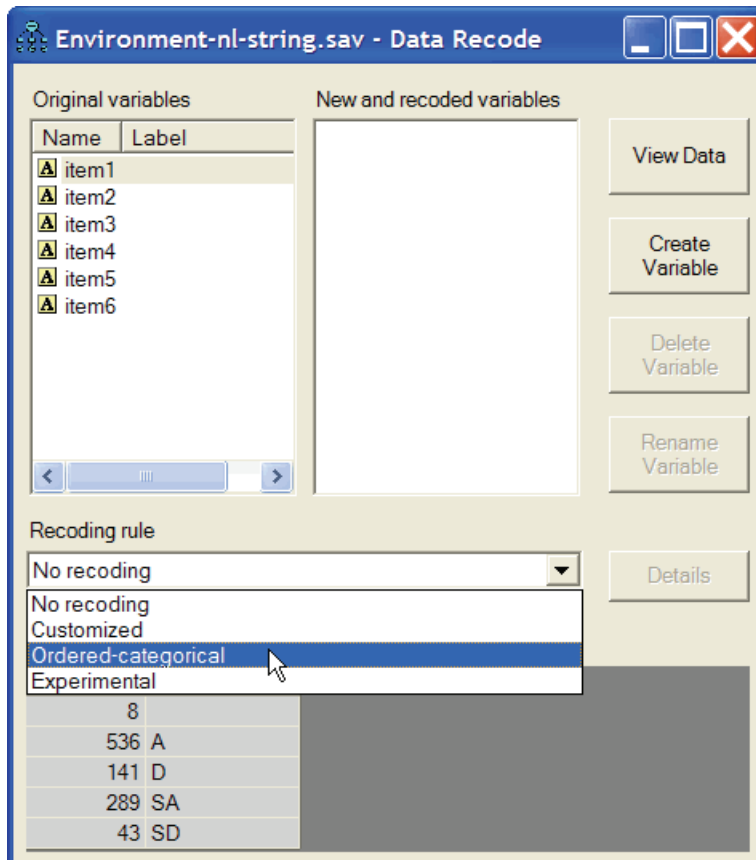 Environment-nl-string.sav - Data Recode
Original variables
New and recoded variables
Name Label
A item1
A item2
A item3
A item4
A item5
A item6
View Data
Create
Variable
Delete
Variable
Rename
Variable
Recoding rule
No recoding
Details
No recoding
Customized
Ordered-categorical
Experimental
8
536 A
141 D
289 SA
43 SD